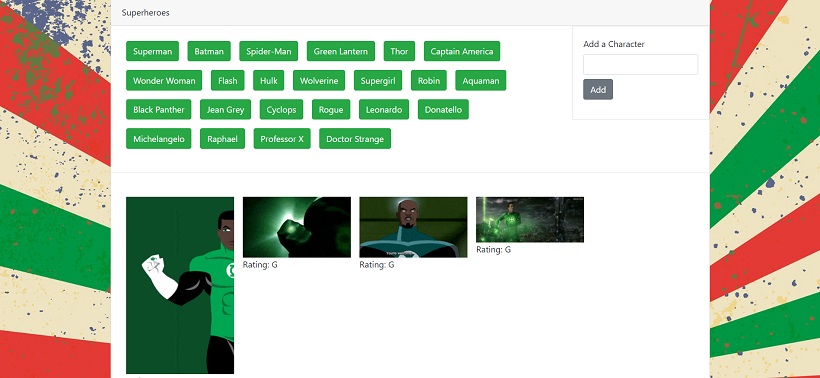 Superheroes
Superman Batman Spider-Man Green Lantern Thor Captain America
Wonder Woman Flash Hulk Wolverine Supergirl Robin Aquaman
Black Panther Jean Grey Cyclops Rogue Leonardo Donatello
Michelangelo Raphael Professor X Doctor Strange
Add a Character
Add
Rating: G
Rating: G
Rating: G